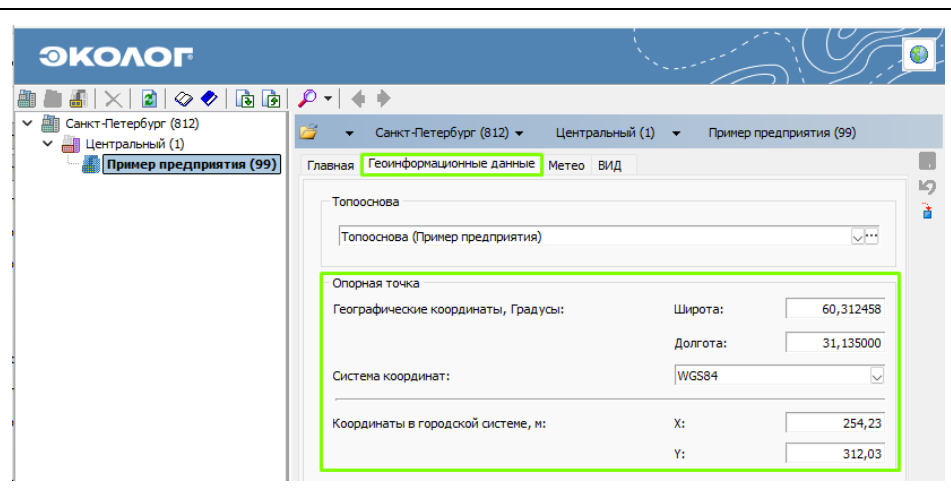 ЭКОЛОГ
Санкт-Петербург (812)
Центральный (1)
Пример предприятия (99)
Санкт-Петербург (812) Центральный (1) Пример предприятия (99)
Главная Геоинформационные данные Метео ВИД
Топооснова
Топооснова (Пример предприятия)
Опорная точка
Географические координаты, Градусы: Широта: 60,312458
Долгота: 31,135000
Система координат: WGS84
Координаты в городской системе, м: X: 254,23
Y: 312,03